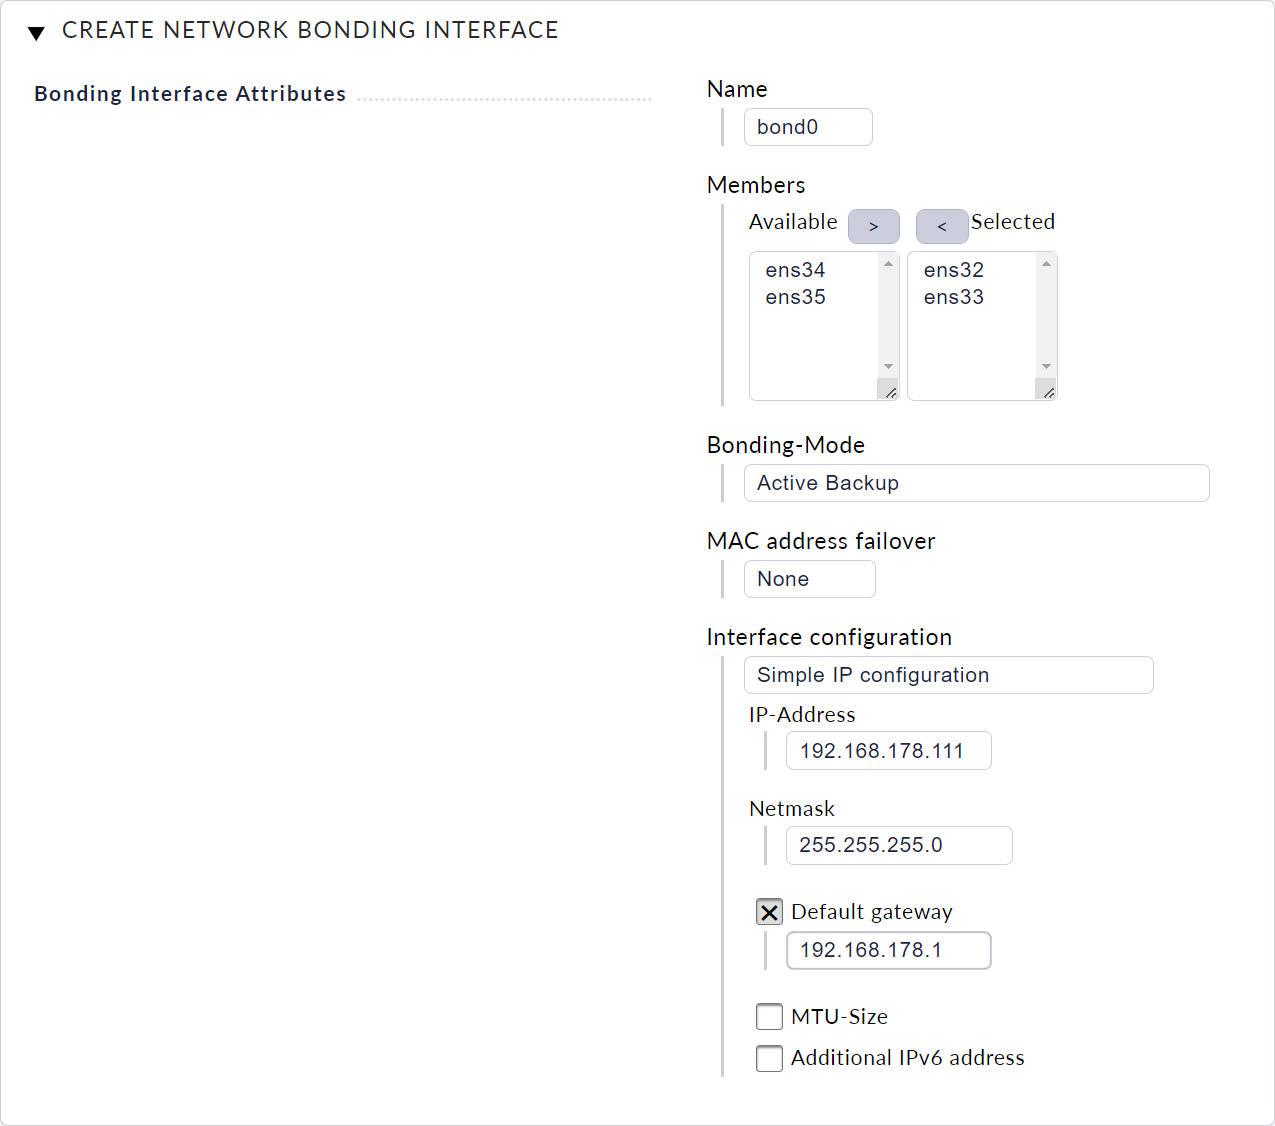 CREATE NETWORK BONDING INTERFACE
Bonding Interface Attributes
Name
bond0
Members
Available > < Selected
ens34 ens32
ens35 ens33
Bonding-Mode
Active Backup
MAC address failover
None
Interface configuration
Simple IP configuration
IP-Address
192.168.178.111
Netmask
255.255.255.0
Default gateway
192.168.178.1
MTU-Size
Additional IPv6 address